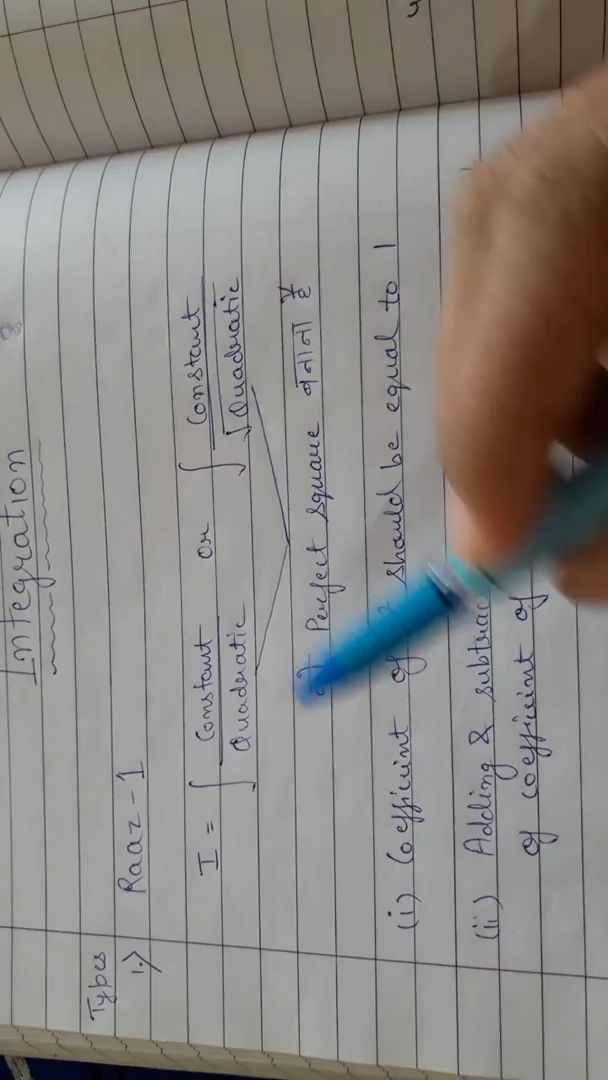 Integration
Types
1.) Raaz - 1
I = ∫ Constant / Quadratic or ∫ Constant / √Quadratic
Perfect square बनाना है
(i) Coefficient of should be equal to 1
(ii) Adding & subtrac
of coefficient of